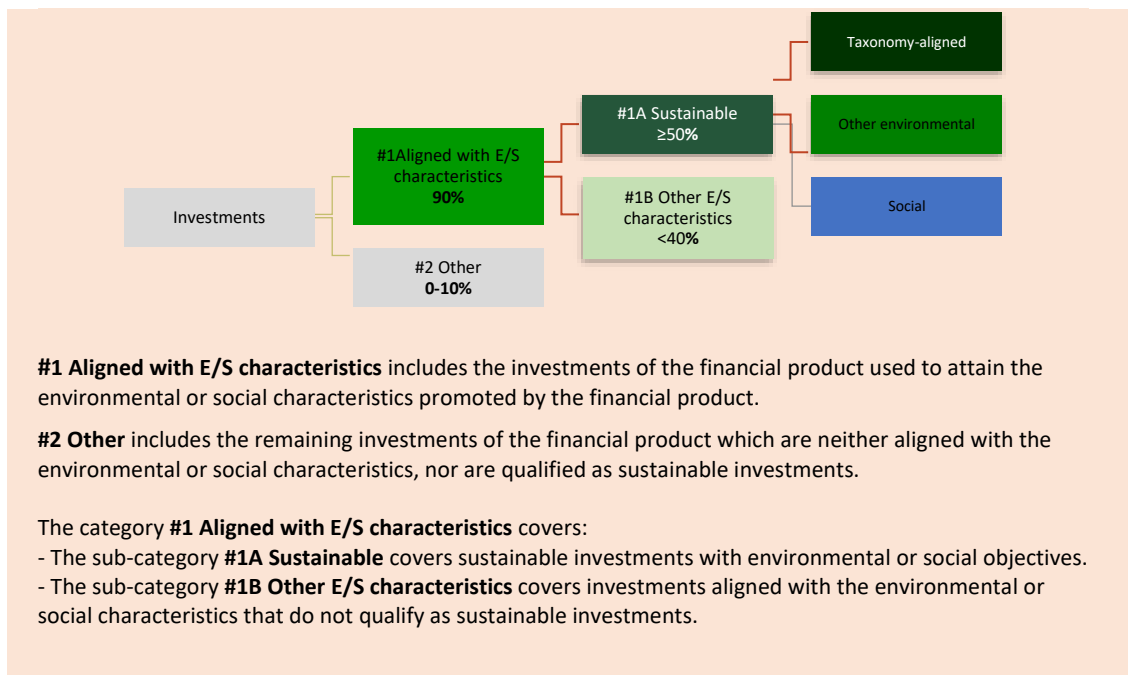 Taxonomy-aligned
#1A Sustainable
≥50%
Other environmental
#1Aligned with E/S
characteristics
90%
#1B Other E/S
characteristics
<40%
Social
Investments
#2 Other
0-10%
#1 Aligned with E/S characteristics includes the investments of the financial product used to attain the
environmental or social characteristics promoted by the financial product.
#2 Other includes the remaining investments of the financial product which are neither aligned with the
environmental or social characteristics, nor are qualified as sustainable investments.
The category #1 Aligned with E/S characteristics covers:
- The sub-category #1A Sustainable covers sustainable investments with environmental or social objectives.
- The sub-category #1B Other E/S characteristics covers investments aligned with the environmental or
social characteristics that do not qualify as sustainable investments.